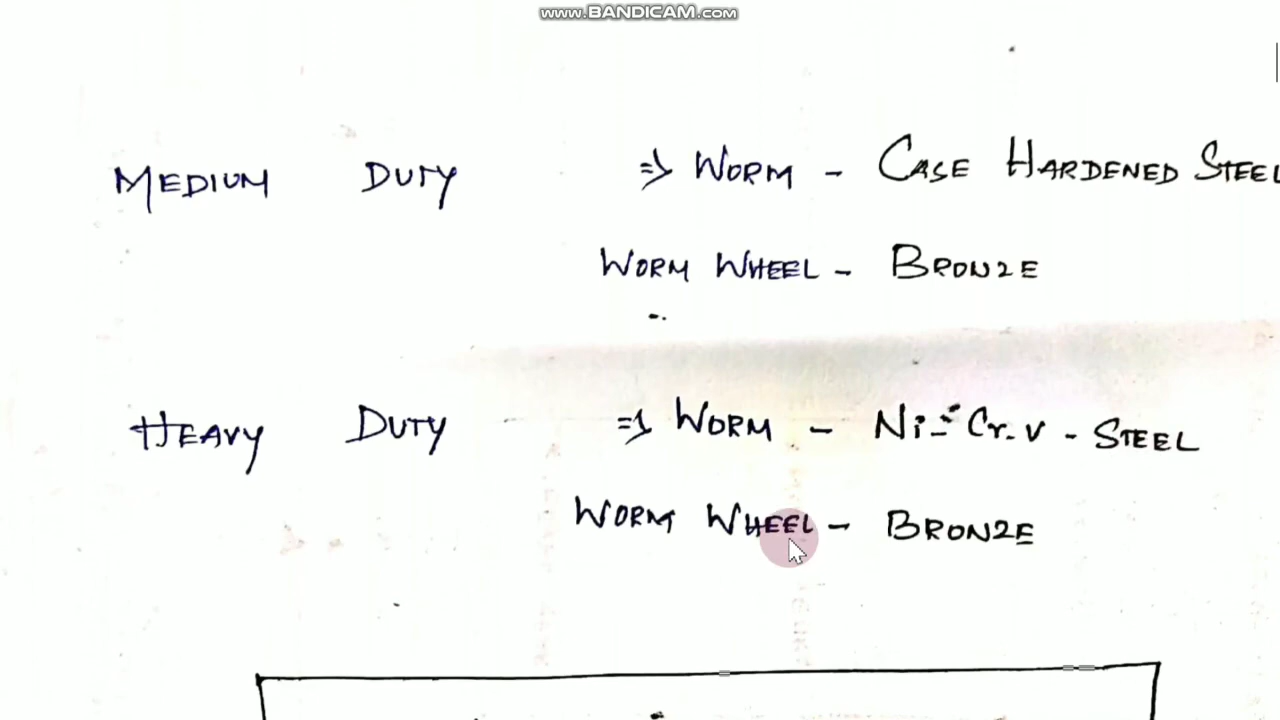 www.BANDICAM.com
MEDIUM DUTY => WORM - CASE HARDENED STEEL
WORM WHEEL - BRONZE
HEAVY DUTY => WORM - Ni-Cr-V-STEEL
WORM WHEEL - BRONZE